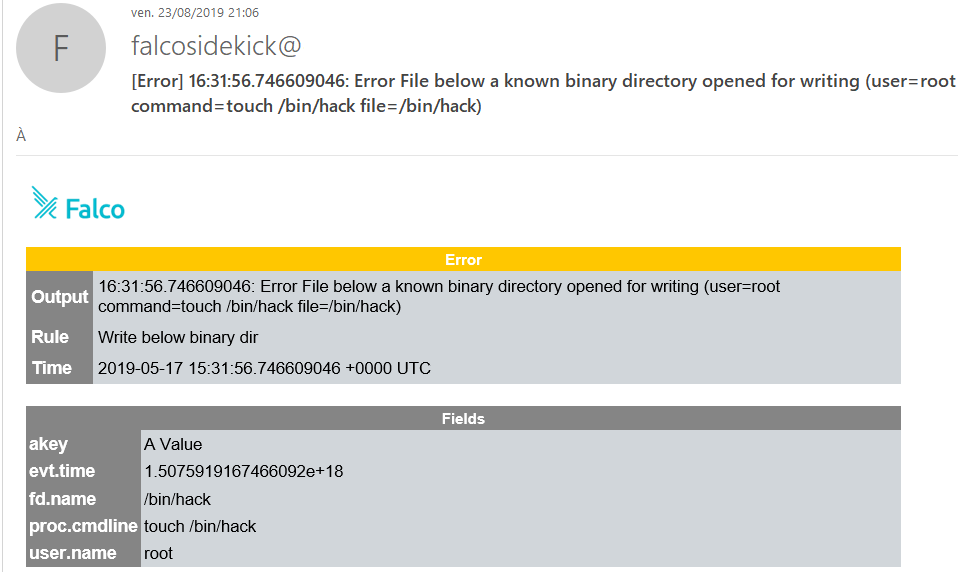 ven. 23/08/2019 21:06
F
falcosidekick@
[Error] 16:31:56.746609046: Error File below a known binary directory opened for writing (user=root
command=touch /bin/hack file=/bin/hack)
À
Falco
Error
Output 16:31:56.746609046: Error File below a known binary directory opened for writing (user=root
command=touch /bin/hack file=/bin/hack)
Rule Write below binary dir
Time 2019-05-17 15:31:56.746609046 +0000 UTC
Fields
akey A Value
evt.time 1.5075919167466092e+18
fd.name /bin/hack
proc.cmdline touch /bin/hack
user.name root